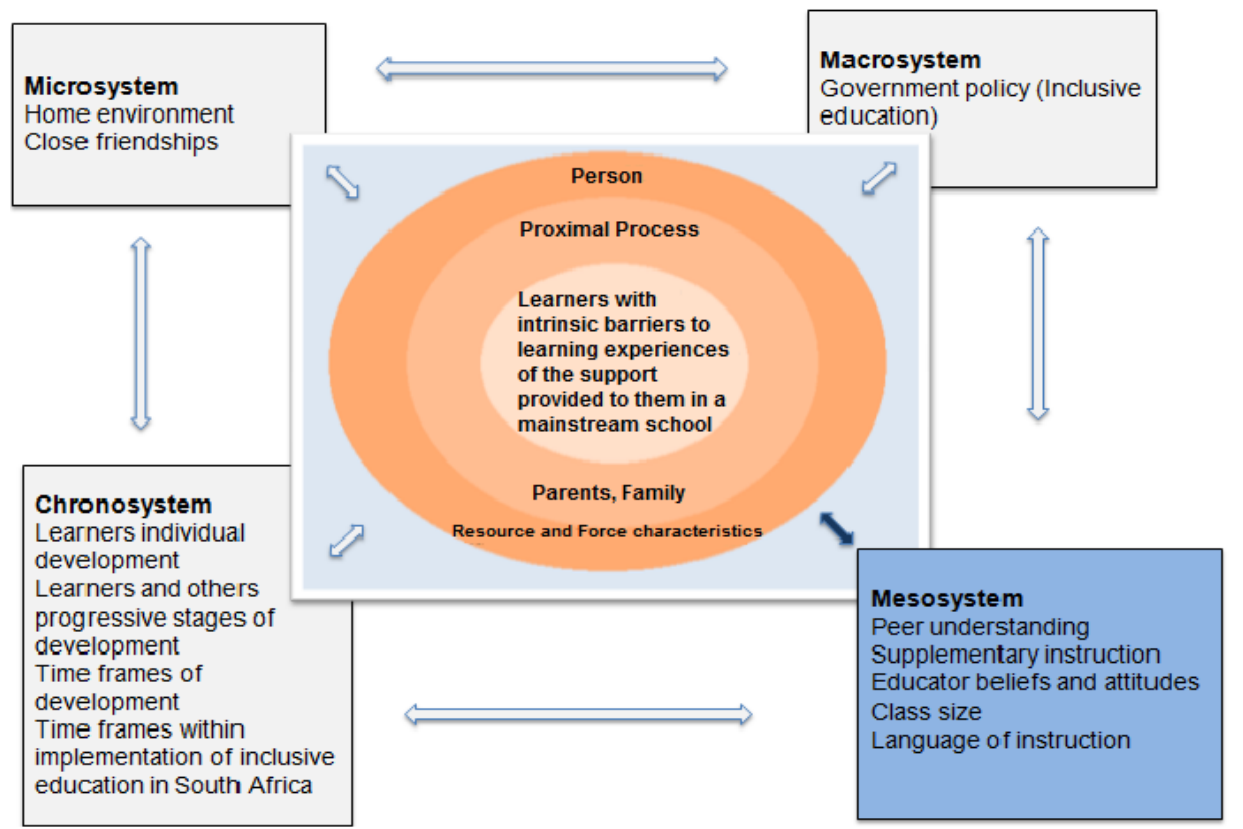 Microsystem
Home environment
Close friendships
Macrosystem
Government policy (Inclusive
education)
Person
Proximal Process
Learners with
intrinsic barriers to
learning experiences
of the support
provided to them in a
mainstream school
Parents, Family
Resource and Force characteristics
Chronosystem
Learners individual
development
Learners and others
progressive stages of
development
Time frames of
development
Time frames within
implementation of inclusive
education in South Africa
Mesosystem
Peer understanding
Supplementary instruction
Educator beliefs and attitudes
Class size
Language of instruction